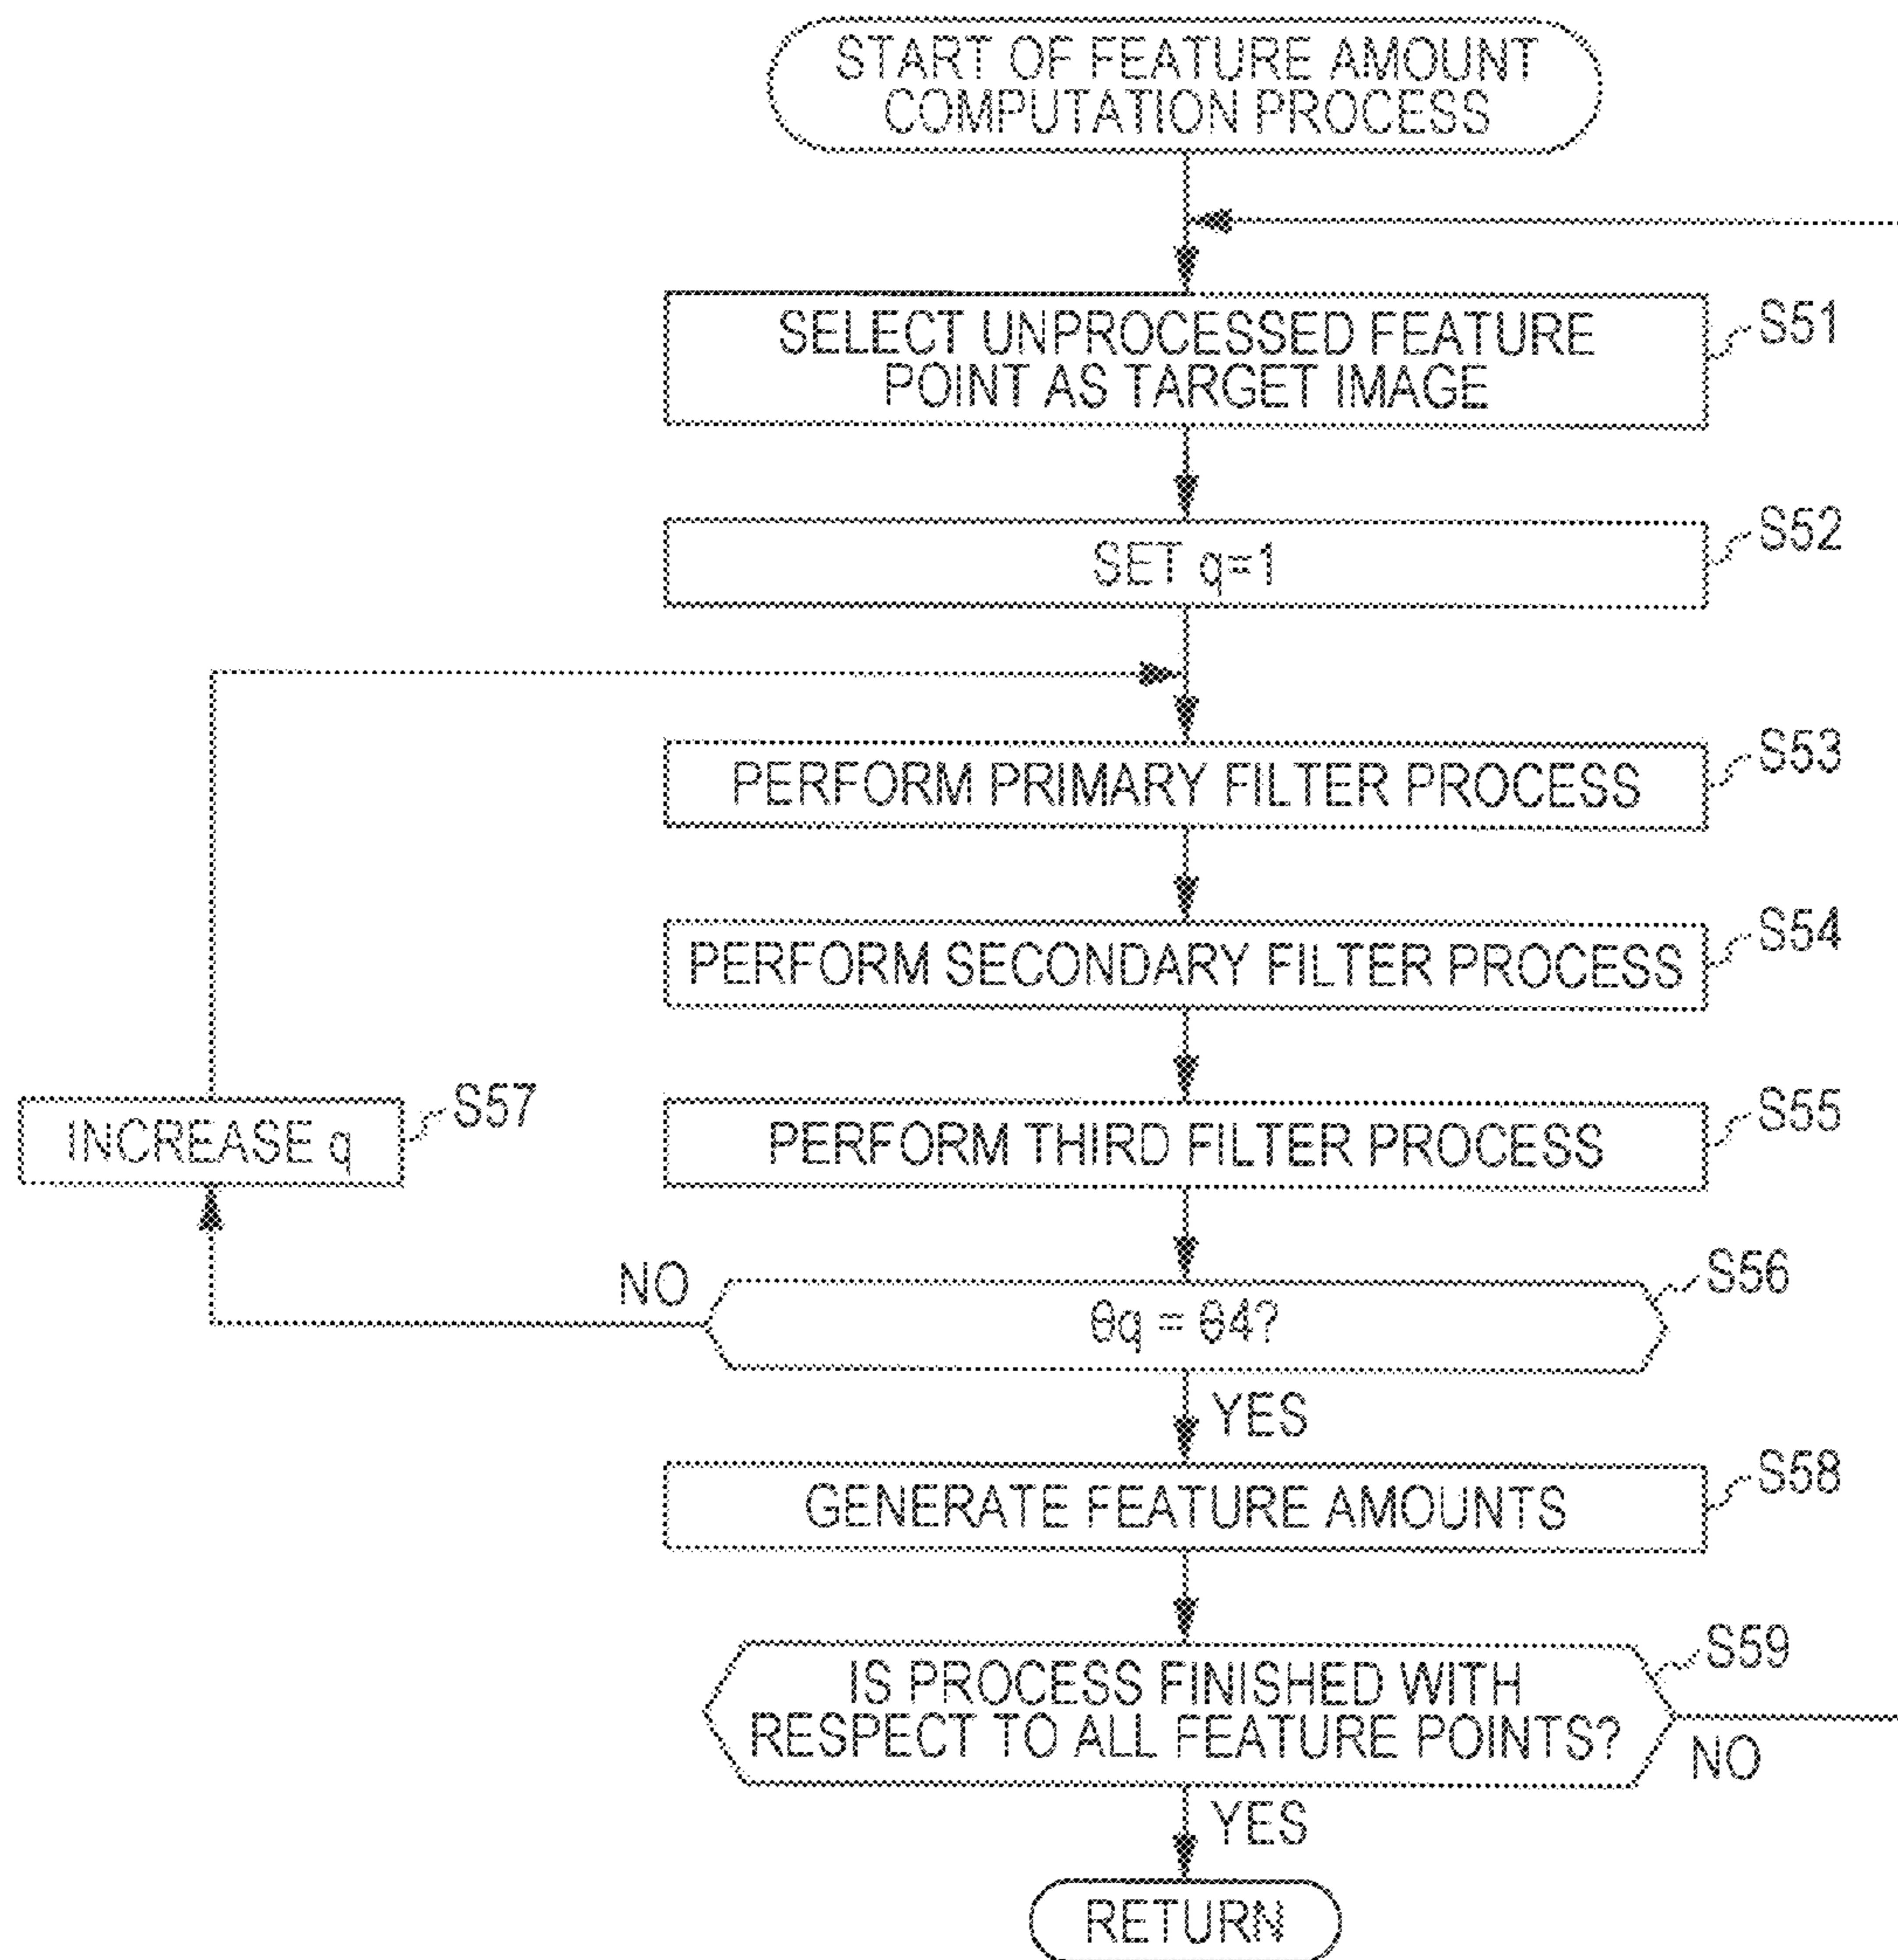 START OF FEATURE AMOUNT
COMPUTATION PROCESS
SELECT UNPROCESSED FEATURE
POINT AS TARGET IMAGE
S51
SET q=1
S52
PERFORM PRIMARY FILTER PROCESS
S53
PERFORM SECONDARY FILTER PROCESS
S54
INCREASE q
S57
PERFORM THIRD FILTER PROCESS
S55
NO
θq = θ4?
S56
YES
GENERATE FEATURE AMOUNTS
S58
IS PROCESS FINISHED WITH
RESPECT TO ALL FEATURE POINTS?
S59
NO
YES
RETURN